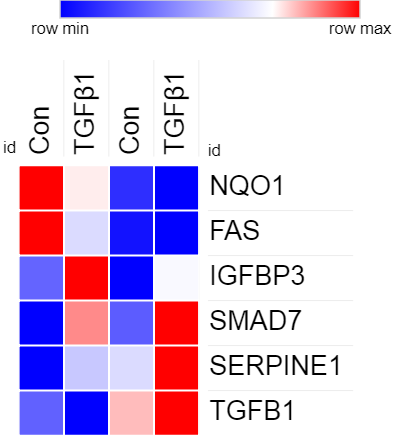 row min row max
id Con TGFβ1 Con TGFβ1 id
NQO1
FAS
IGFBP3
SMAD7
SERPINE1
TGFB1